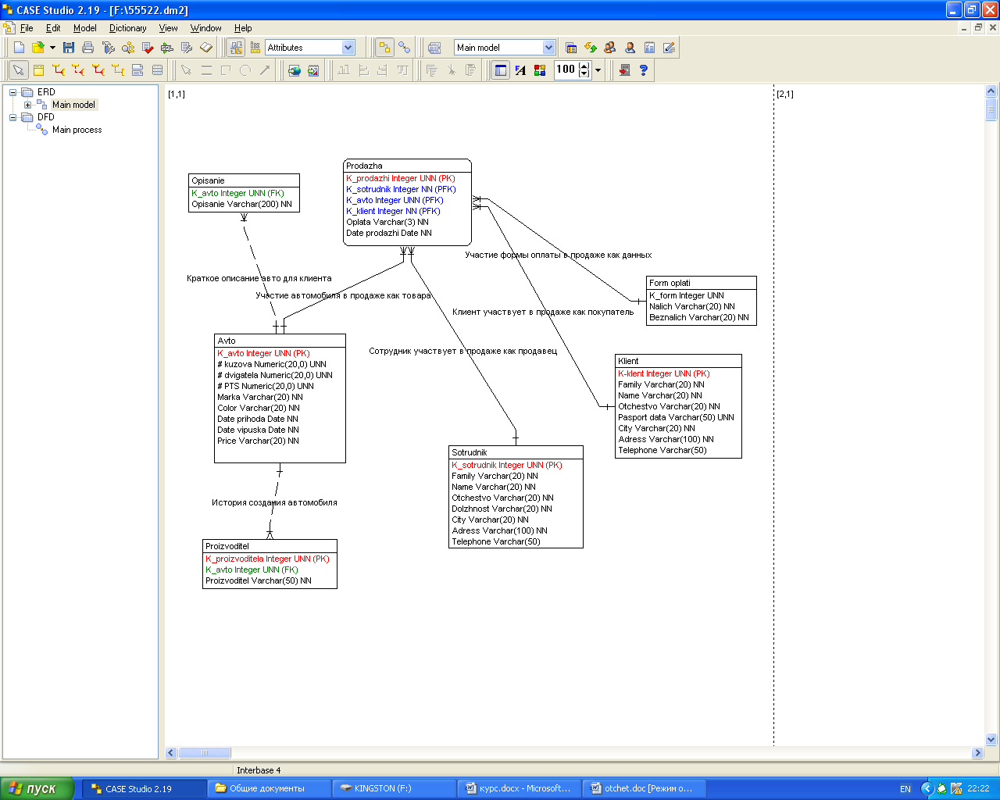 CASE Studio 2.19 - [F:\55522.dm2]
File Edit Model Dictionary View Window Help
Attributes
Main model
100
ERD
Main model
DFD
Main process
[1,1]
[2,1]
Opisanie
K_avto Integer UNN (FK)
Opisanie Varchar(200) NN
Prodazha
K_prodazhi Integer UNN (PK)
K_sotrudnik Integer NN (PFK)
K_avto Integer UNN (PFK)
K_klient Integer NN (PFK)
Oplata Varchar(3) NN
Date prodazhi Date NN
Участие формы оплаты в продаже как данных
Краткое описание авто для клиента
Участие автомобиля в продаже как товара
Клиент участвует в продаже как покупатель
Сотрудник участвует в продаже как продавец
Form oplati
K_form Integer UNN
Nalich Varchar(20) NN
Beznalich Varchar(20) NN
Avto
K_avto Integer UNN (PK)
# kuzova Numeric(20,0) UNN
# dvigatela Numeric(20,0) UNN
# PTS Numeric(20,0) UNN
Marka Varchar(20) NN
Color Varchar(20) NN
Date prihoda Date NN
Date vipuska Date NN
Price Varchar(20) NN
Klient
K-klent Integer UNN (PK)
Family Varchar(20) NN
Name Varchar(20) NN
Otchestvo Varchar(20) NN
Pasport data Varchar(50) UNN
City Varchar(20) NN
Adress Varchar(100) NN
Telephone Varchar(50)
Sotrudnik
K_sotrudnik Integer UNN (PK)
Family Varchar(20) NN
Name Varchar(20) NN
Otchestvo Varchar(20) NN
Dolzhnost Varchar(20) NN
City Varchar(20) NN
Adress Varchar(100) NN
Telephone Varchar(50)
История создания автомобиля
Proizvoditel
K_proizvoditela Integer UNN (PK)
K_avto Integer UNN (FK)
Proizvoditel Varchar(50) NN
Interbase 4
пуск
CASE Studio 2.19
Общие документы
KINGSTON (F:)
курс.docx - Microsoft...
otchet.doc [Режим о...
EN
22:22